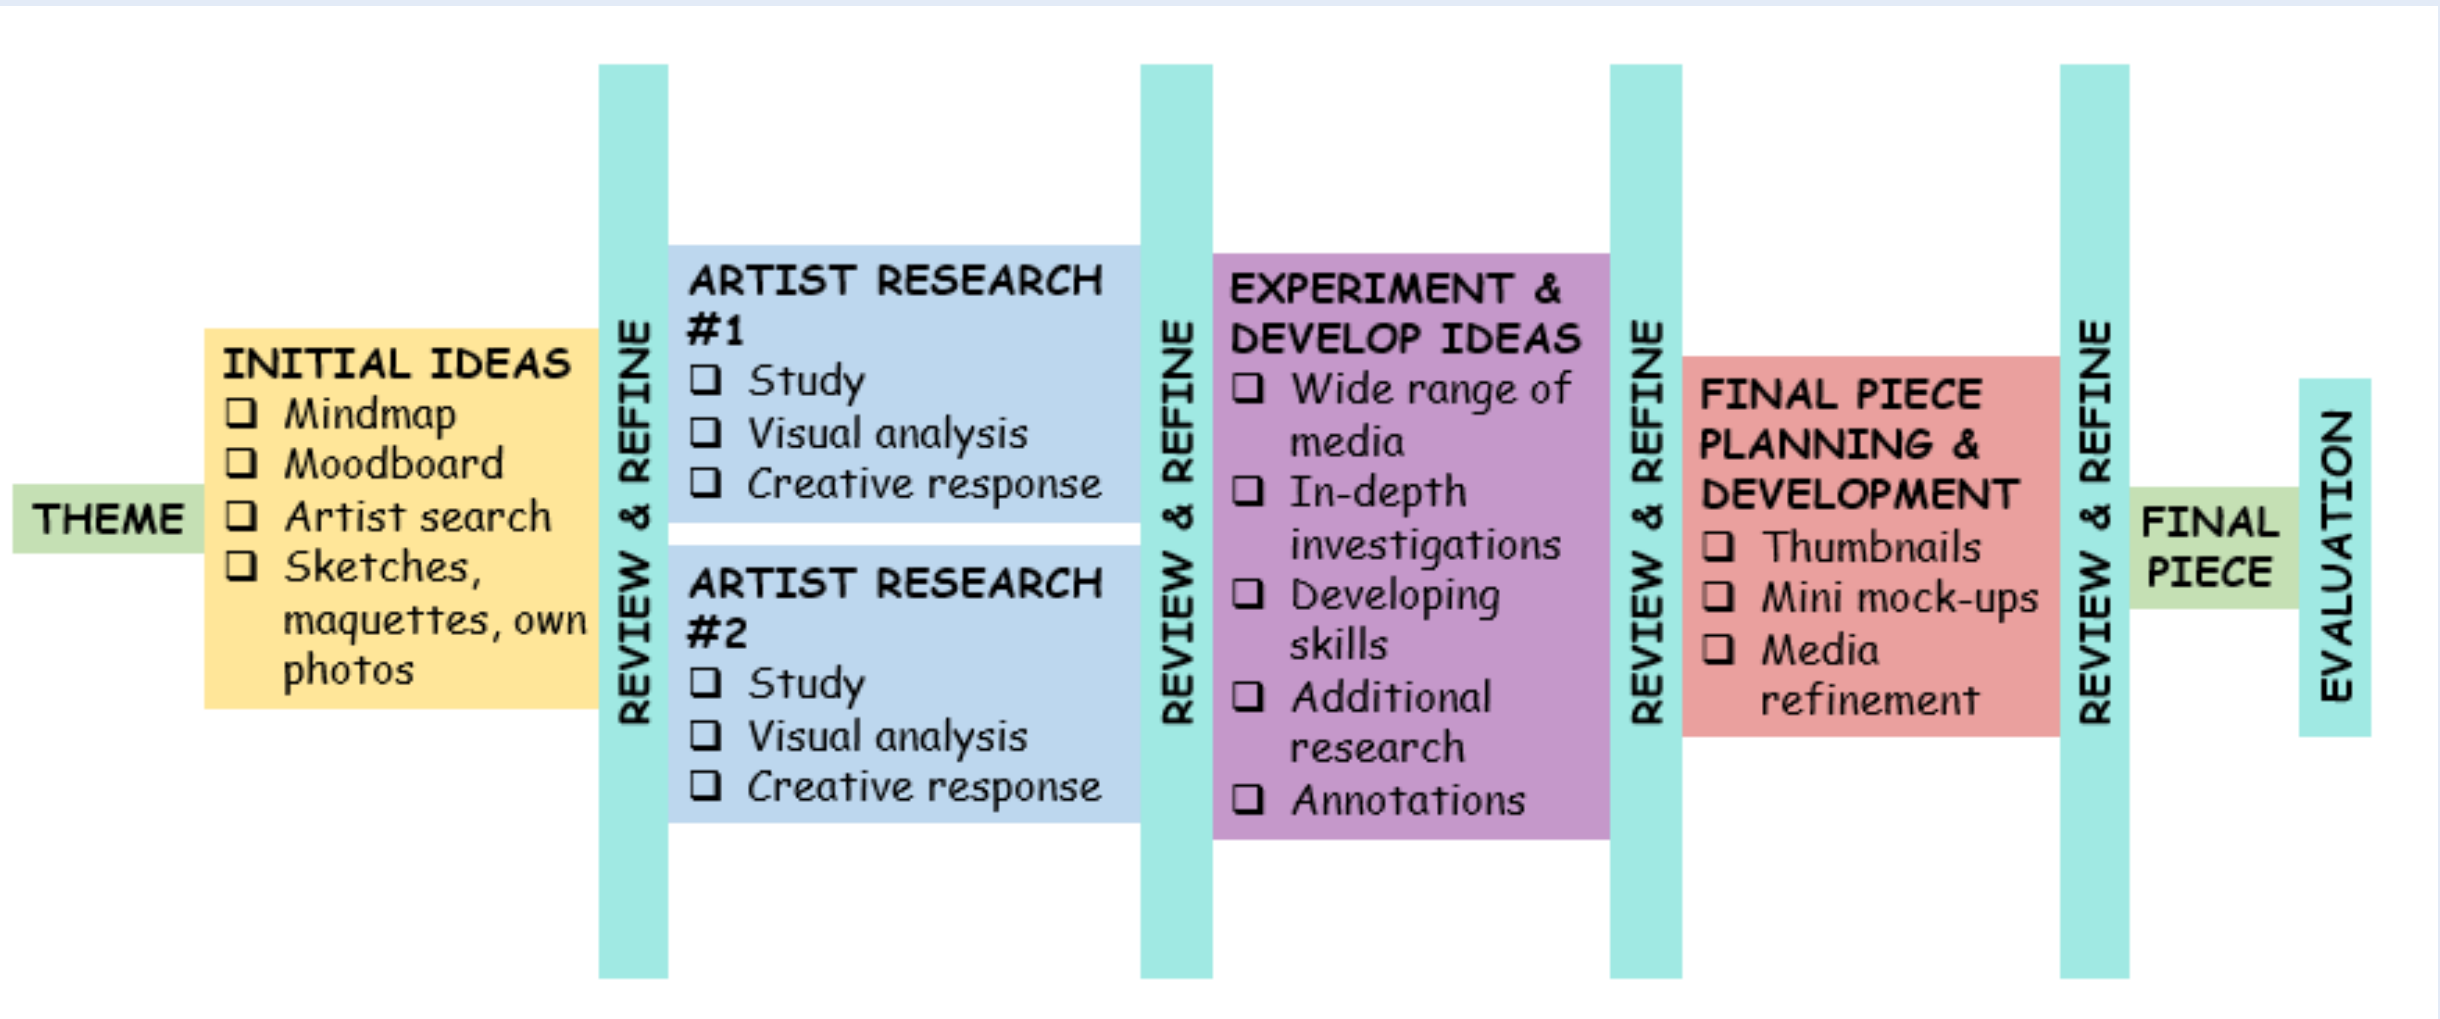 THEME
INITIAL IDEAS
❑ Mindmap
❑ Moodboard
❑ Artist search
❑ Sketches,
maquettes, own
photos
REVIEW & REFINE
ARTIST RESEARCH
#1
❑ Study
❑ Visual analysis
❑ Creative response
ARTIST RESEARCH
#2
❑ Study
❑ Visual analysis
❑ Creative response
REVIEW & REFINE
EXPERIMENT &
DEVELOP IDEAS
❑ Wide range of
media
❑ In-depth
investigations
❑ Developing
skills
❑ Additional
research
❑ Annotations
REVIEW & REFINE
FINAL PIECE
PLANNING &
DEVELOPMENT
❑ Thumbnails
❑ Mini mock-ups
❑ Media
refinement
REVIEW & REFINE
FINAL
PIECE
EVALUATION